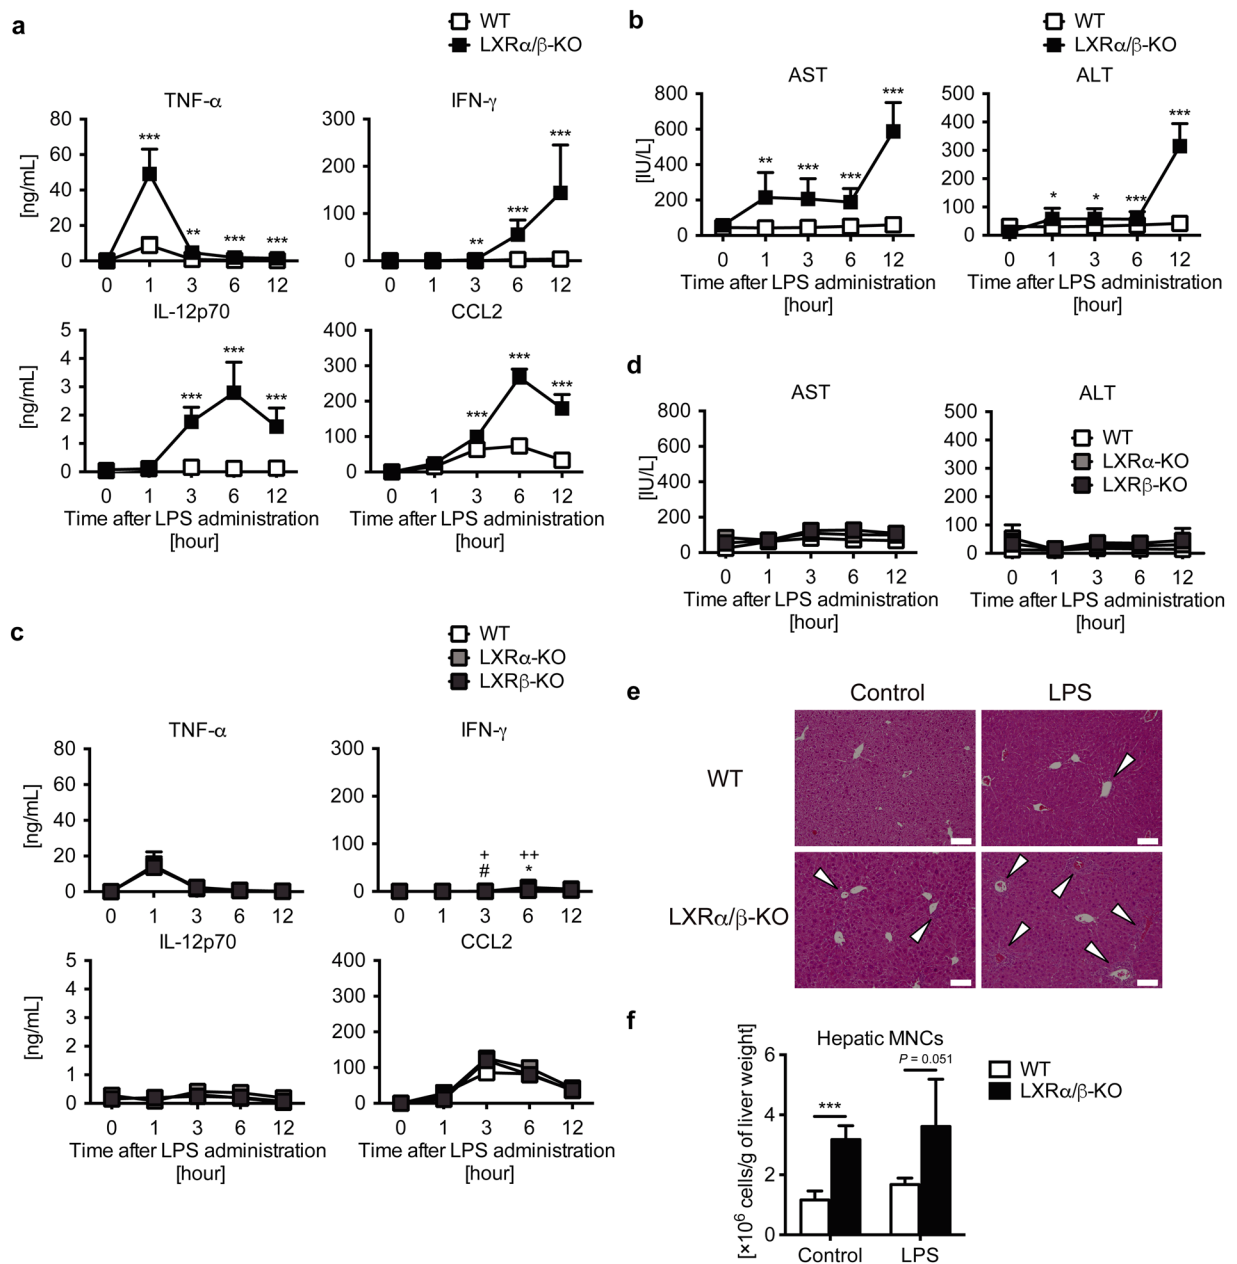 a
WT
LXRα/β-KO
TNF-α
IFN-γ
[ng/mL]
80
60
40
20
0
***
**
***
***
0 1 3 6 12
300
200
100
0
**
***
***
0 1 3 6 12
IL-12p70
CCL2
[ng/mL]
5
4
3
2
1
0
***
***
***
0 1 3 6 12
Time after LPS administration
[hour]
400
300
200
100
0
***
***
***
0 1 3 6 12
Time after LPS administration
[hour]
b
WT
LXRα/β-KO
AST
ALT
[IU/L]
800
600
400
200
0
**
***
***
***
0 1 3 6 12
Time after LPS administration
[hour]
500
400
300
200
100
0
*
*
***
***
0 1 3 6 12
Time after LPS administration
[hour]
d
AST
ALT
[IU/L]
800
600
400
200
0
0 1 3 6 12
Time after LPS administration
[hour]
500
400
300
200
100
0
WT
LXRα-KO
LXRβ-KO
0 1 3 6 12
Time after LPS administration
[hour]
c
WT
LXRα-KO
LXRβ-KO
TNF-α
IFN-γ
[ng/mL]
80
60
40
20
0
0 1 3 6 12
300
200
100
0
+
#
++
*
0 1 3 6 12
IL-12p70
CCL2
[ng/mL]
5
4
3
2
1
0
0 1 3 6 12
Time after LPS administration
[hour]
400
300
200
100
0
0 1 3 6 12
Time after LPS administration
[hour]
e
Control
LPS
WT
LXRα/β-KO
f
Hepatic MNCs
[×10⁶ cells/g of liver weight]
6
4
2
0
***
P = 0.051
Control
LPS
WT
LXRα/β-KO